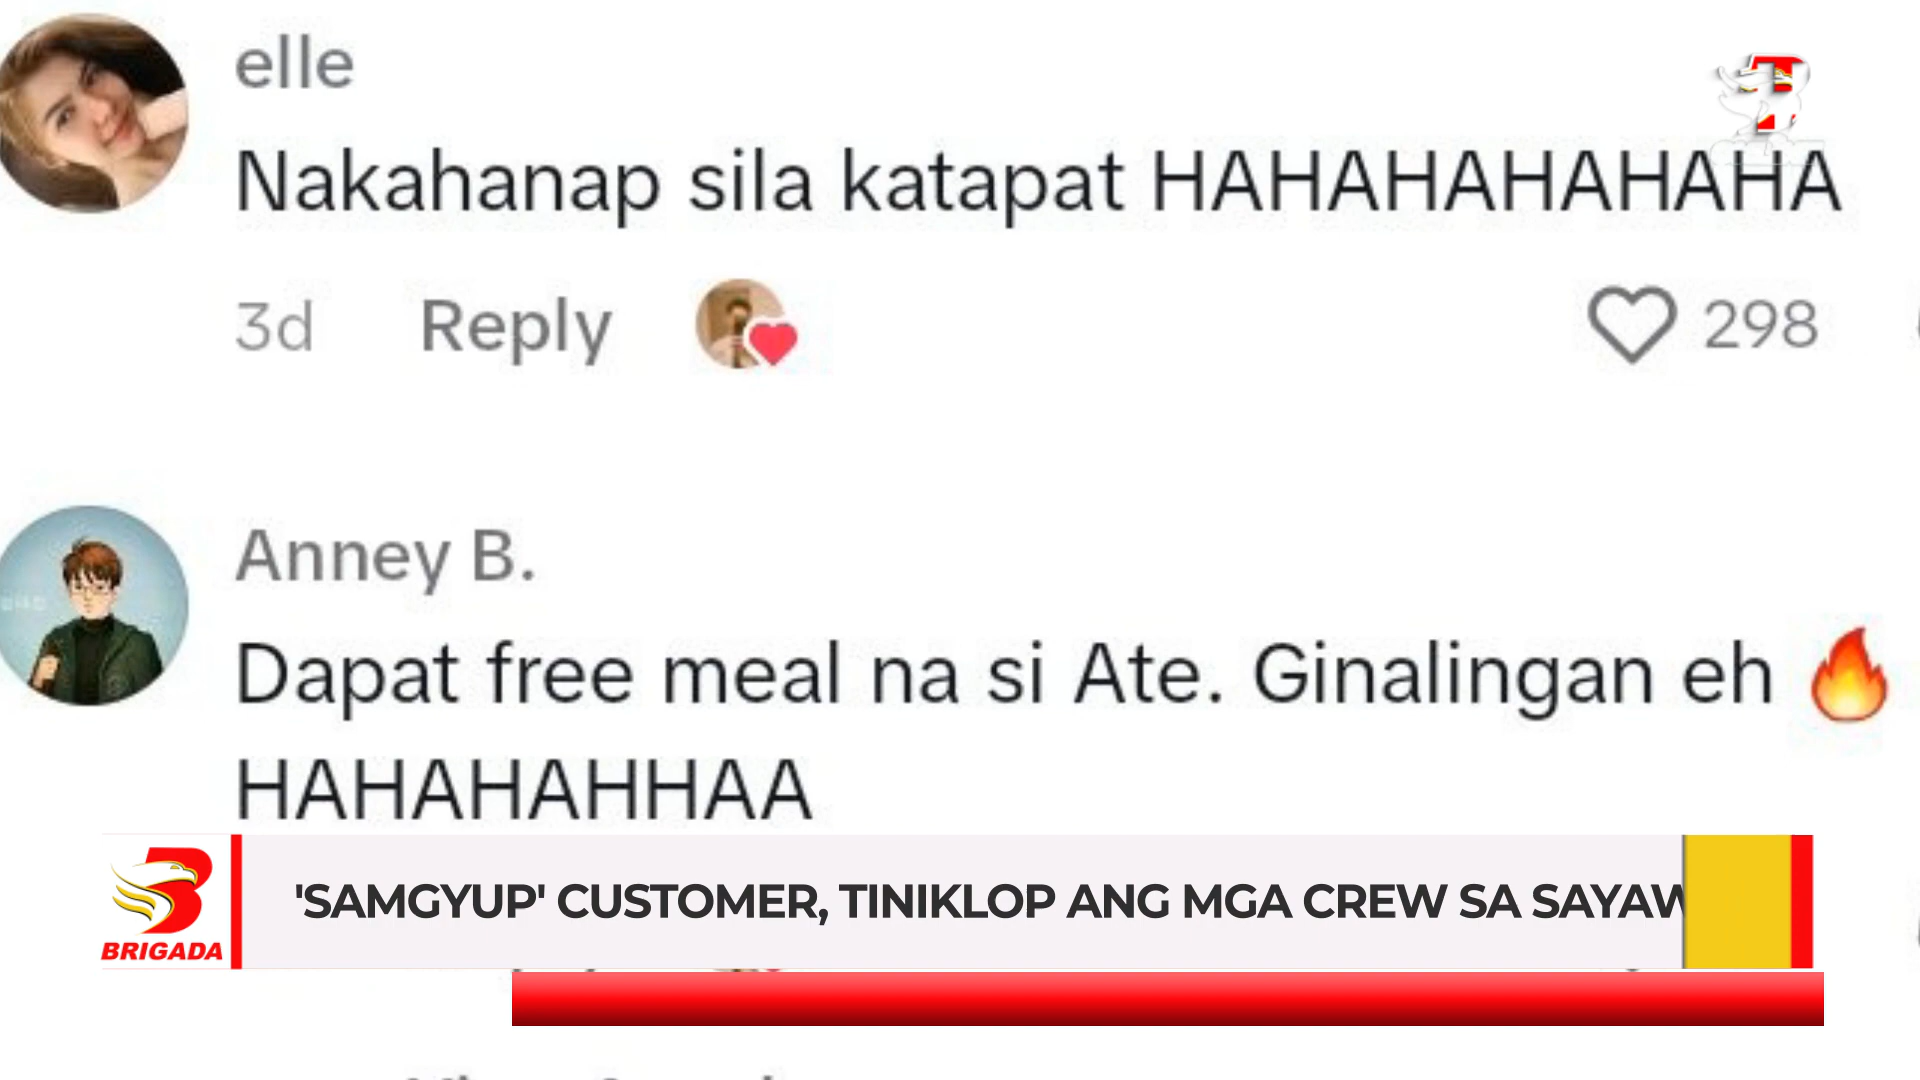 elle
Nakahanap sila katapat HAHAHAHAHAHA
3d Reply 298
Anney B.
Dapat free meal na si Ate. Ginalingan eh 🔥
HAHAHAHHAA
'SAMGYUP' CUSTOMER, TINIKLOP ANG MGA CREW SA SAYAW
BRIGADA